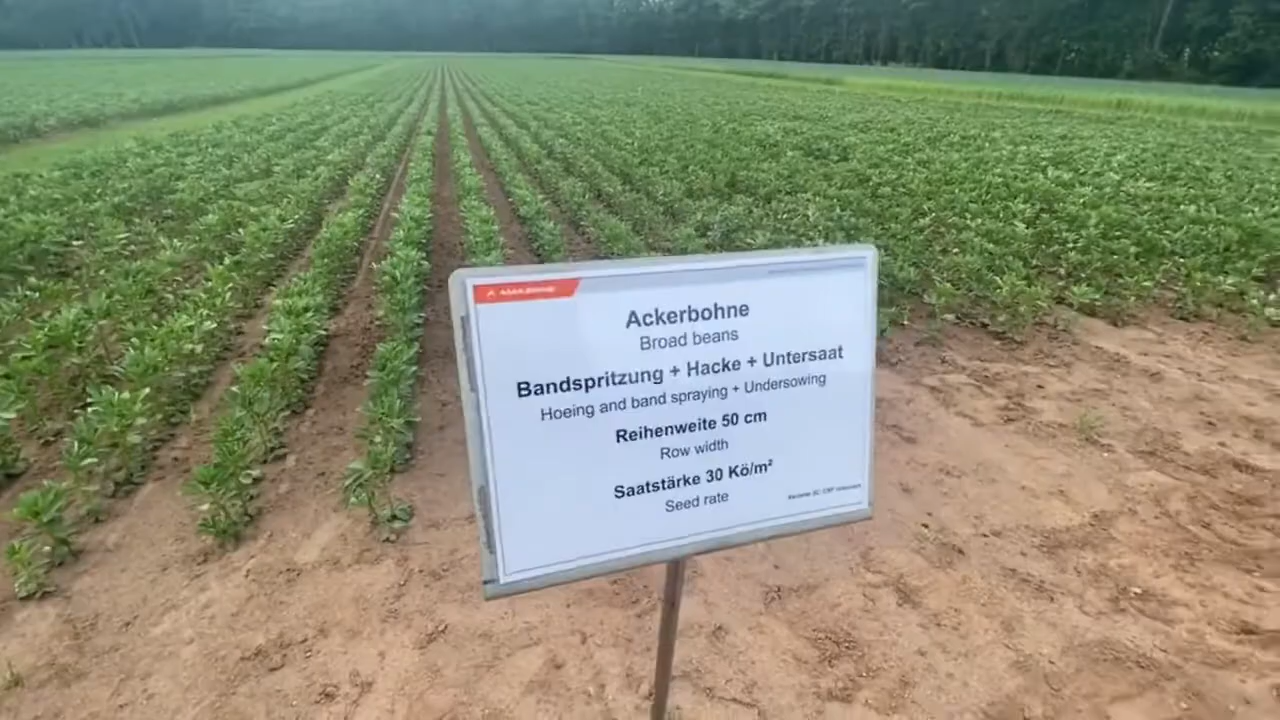 Ackerbohne
Broad beans
Bandspritzung + Hacke + Untersaat
Hoeing and band spraying + Undersowing
Reihenweite 50 cm
Row width
Saatstärke 30 Kö/m²
Seed rate